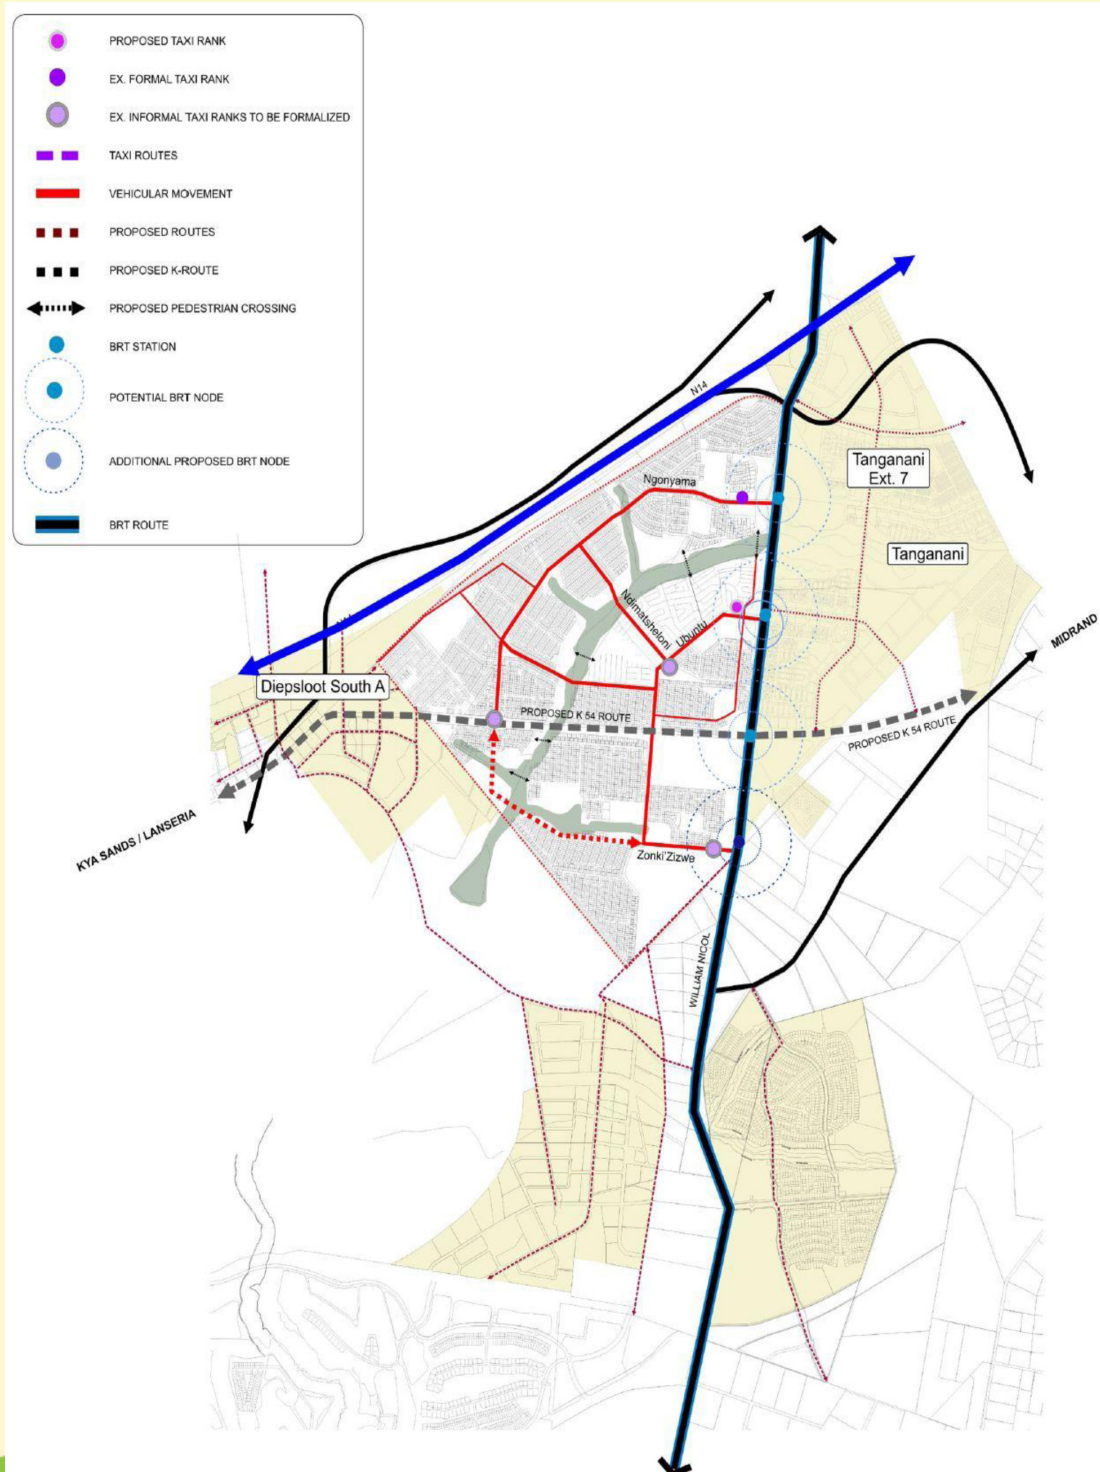 PROPOSED TAXI RANK
EX. FORMAL TAXI RANK
EX. INFORMAL TAXI RANKS TO BE FORMALIZED
TAXI ROUTES
VEHICULAR MOVEMENT
PROPOSED ROUTES
PROPOSED K-ROUTE
PROPOSED PEDESTRIAN CROSSING
BRT STATION
POTENTIAL BRT NODE
ADDITIONAL PROPOSED BRT NODE
BRT ROUTE
N14
Ngonyama
Tanganani
Ext. 7
Tanganani
Ndimatsheloni
Ubuntu
N14
MIDRAND
Diepsloot South A
PROPOSED K 54 ROUTE
PROPOSED K 54 ROUTE
KYA SANDS / LANSERIA
Zonki'Zizwe
WILLIAM NICOL